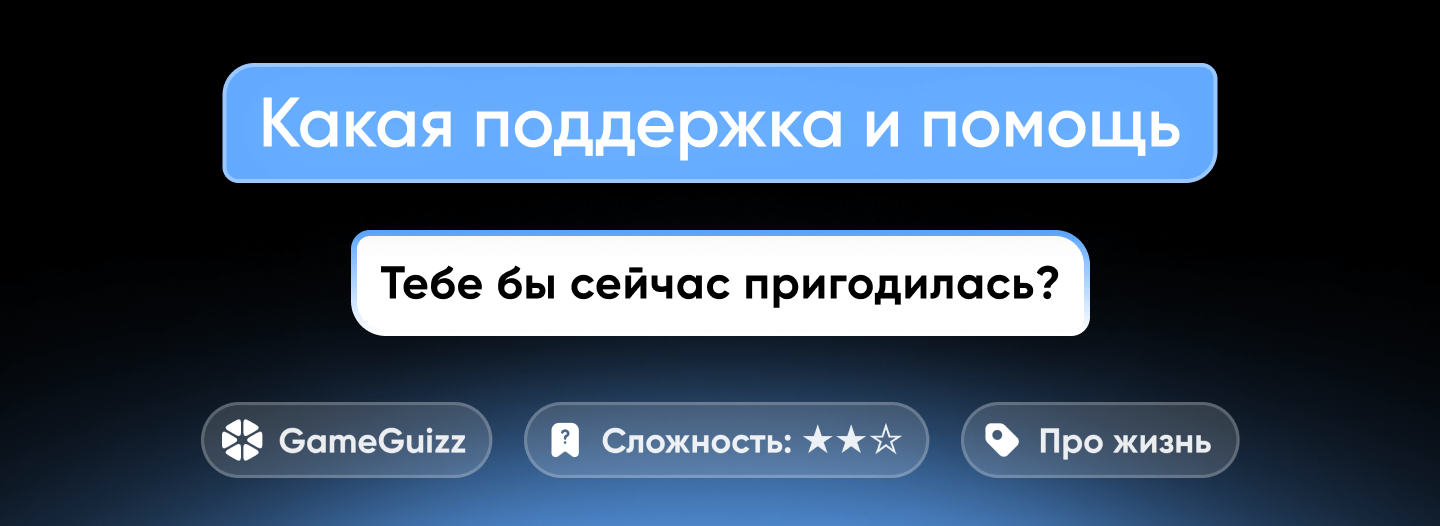 Какая поддержка и помощь
Тебе бы сейчас пригодилась?
GameGuizz
Сложность: ★★☆
Про жизнь